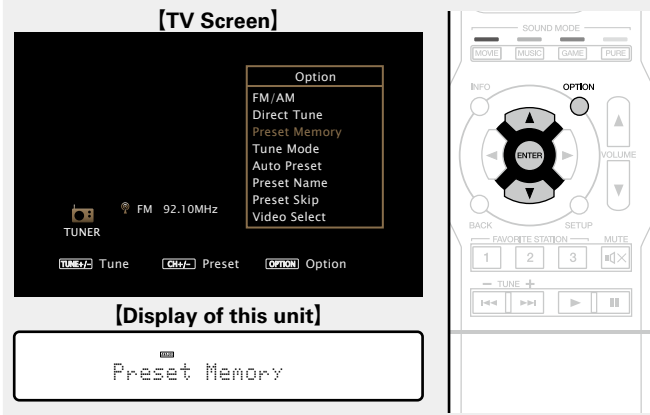 【TV Screen】
Option
FM/AM
Direct Tune
Preset Memory
Tune Mode
Auto Preset
Preset Name
Preset Skip
Video Select
FM 92.10MHz
TUNER
TUNE+/- Tune CH+/- Preset OPTION Option
【Display of this unit】
Preset Memory
SOUND MODE
MOVIE MUSIC GAME PURE
INFO OPTION
ENTER
VOLUME
BACK SETUP
FAVORITE STATION MUTE
1 2 3
− TUNE +